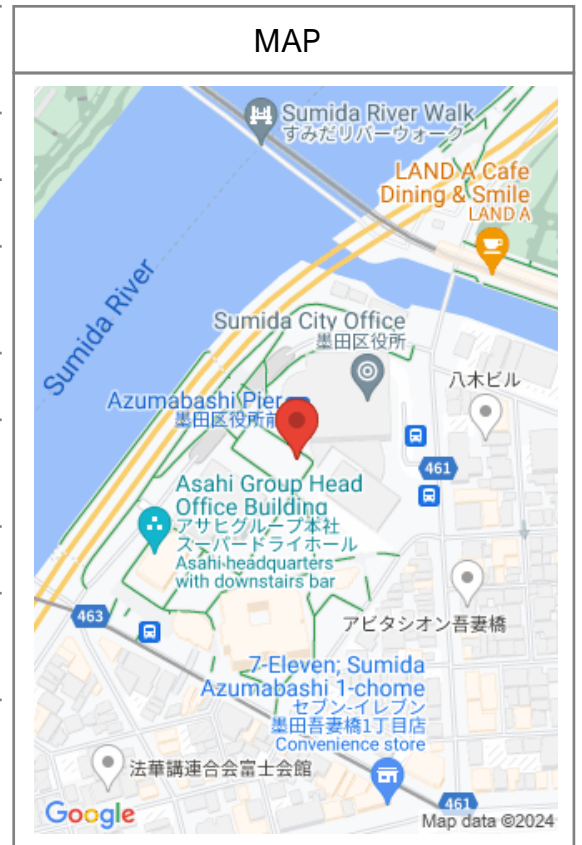 MAP
Sumida River Walk
すみだリバーウォーク
LAND A Cafe
Dining & Smile
LAND A
Sumida River
Sumida City Office
墨田区役所
八木ビル
Azumabashi Pier
墨田区役所前
461
Asahi Group Head
Office Building
アサヒグループ本社
スーパードライホール
Asahi headquarters
with downstairs bar
463
アビタシオン吾妻橋
7-Eleven; Sumida
Azumabashi 1-chome
セブン-イレブン
墨田吾妻橋1丁目店
Convenience store
法華講連合会富士会館
461
Google
Map data ©2024